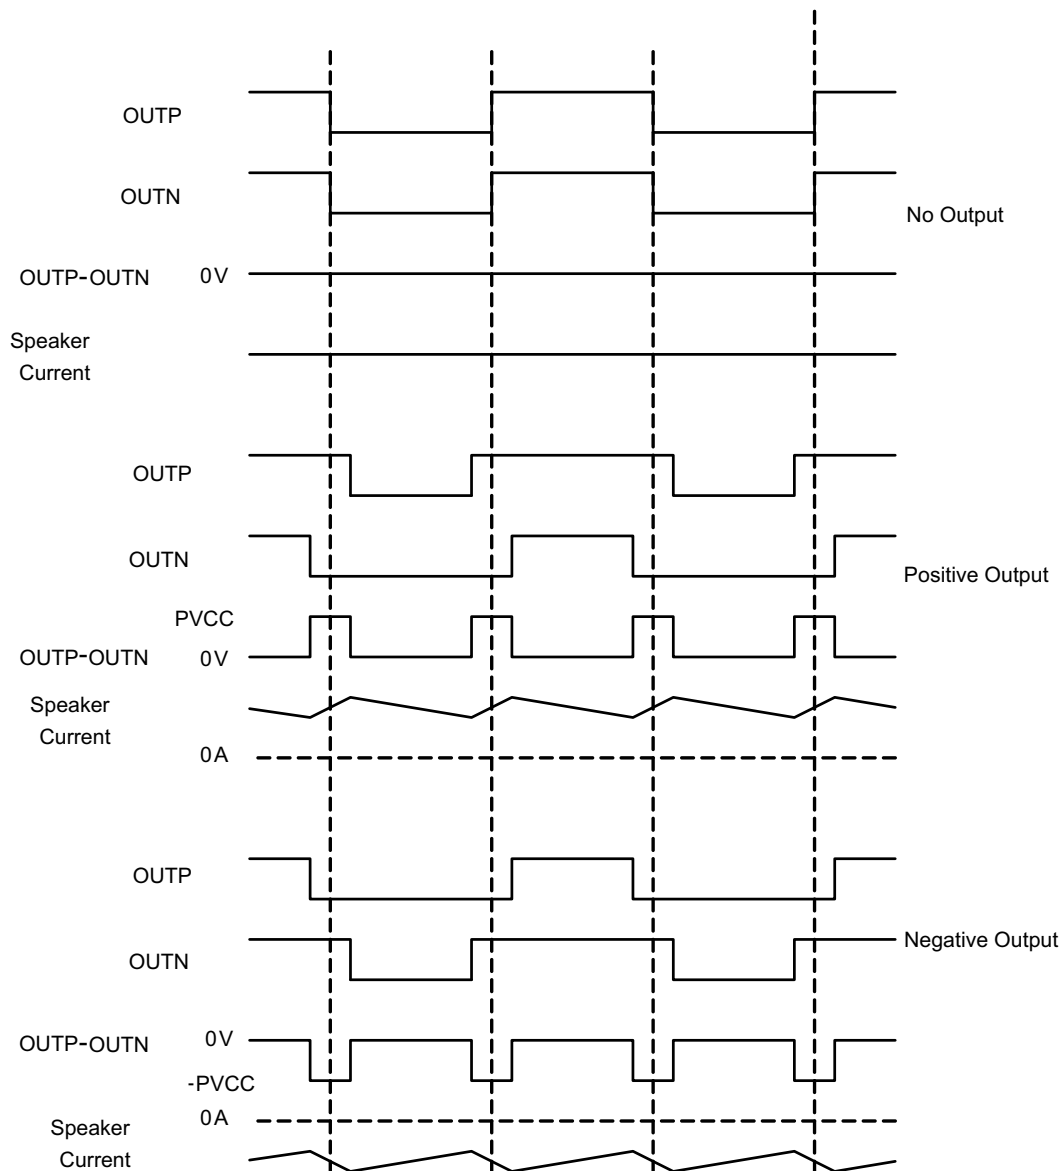 OUTP
OUTN
No Output
OUTP-OUTN 0V
Speaker
Current
OUTP
OUTN
Positive Output
PVCC
OUTP-OUTN 0V
Speaker
Current
0A
OUTP
Negative Output
OUTN
OUTP-OUTN 0V
-PVCC
0A
Speaker
Current